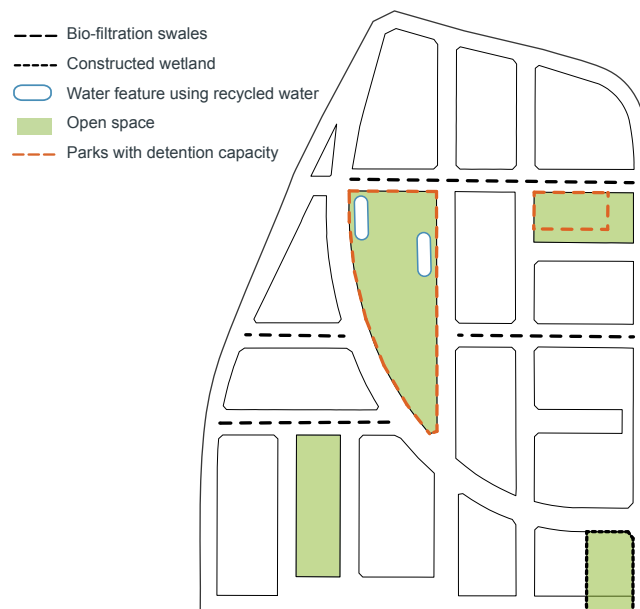 Bio-filtration swales
Constructed wetland
Water feature using recycled water
Open space
Parks with detention capacity